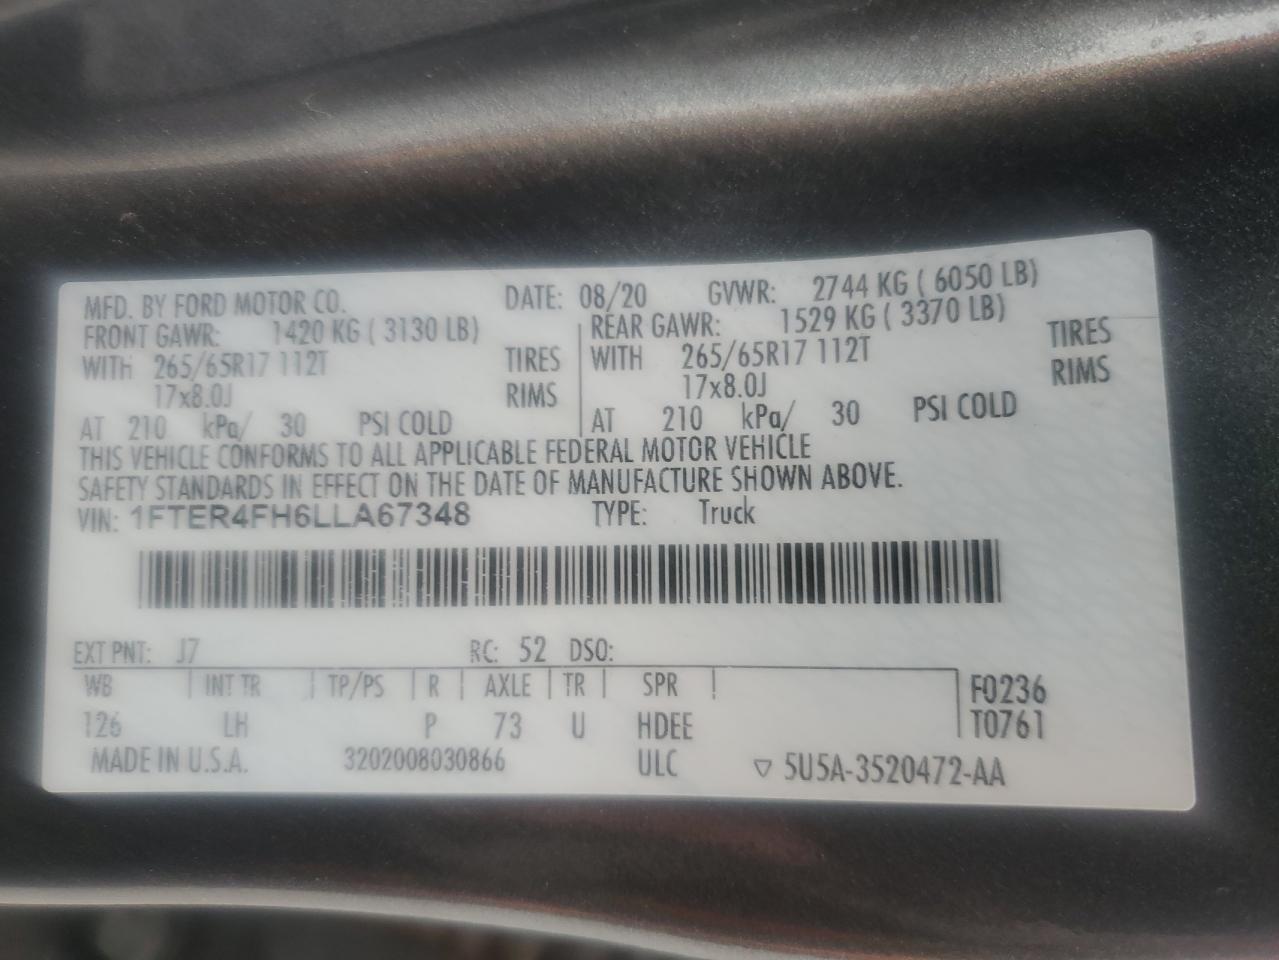 MFD. BY FORD MOTOR CO. DATE: 08/20 GVWR: 2744 KG ( 6050 LB)
FRONT GAWR: 1420 KG ( 3130 LB) REAR GAWR: 1529 KG ( 3370 LB)
WITH 265/65R17 112T TIRES WITH 265/65R17 112T TIRES
17x8.0J RIMS 17x8.0J RIMS
AT 210 kPa/ 30 PSI COLD AT 210 kPa/ 30 PSI COLD
THIS VEHICLE CONFORMS TO ALL APPLICABLE FEDERAL MOTOR VEHICLE
SAFETY STANDARDS IN EFFECT ON THE DATE OF MANUFACTURE SHOWN ABOVE.
VIN: 1FTER4FH6LLA67348 TYPE: Truck
EXT PNT: J7 RC: 52 DSO:
WB INT TR TP/PS R AXLE TR SPR F0236
126 LH P 73 U HDEE T0761
MADE IN U.S.A. 3202008030866 ULC ▽ 5U5A-3520472-AA